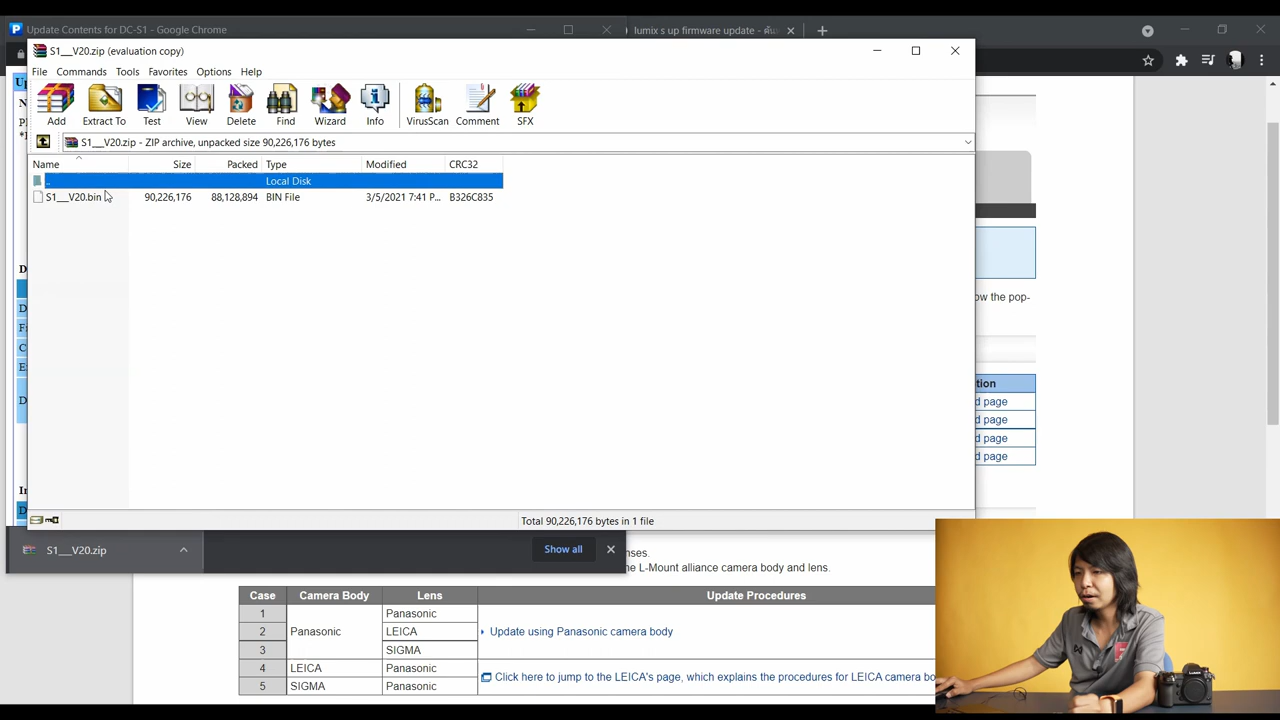 Update Contents for DC-S1 - Google Chrome
lumix s up firmware update -
S1__V20.zip (evaluation copy)
File Commands Tools Favorites Options Help
Add Extract To Test View Delete Find Wizard Info VirusScan Comment SFX
S1__V20.zip - ZIP archive, unpacked size 90,226,176 bytes
Name Size Packed Type Modified CRC32
.. Local Disk
S1__V20.bin 90,226,176 88,128,894 BIN File 3/5/2021 7:41 P... B326C835
ow the pop-
tion
d page
d page
d page
d page
Total 90,226,176 bytes in 1 file
S1__V20.zip
Show all
nses.
he L-Mount alliance camera body and lens.
Case Camera Body Lens Update Procedures
1 Panasonic
2 Panasonic LEICA Update using Panasonic camera body
3 SIGMA
4 LEICA Panasonic Click here to jump to the LEICA's page, which explains the procedures for LEICA camera bo
5 SIGMA Panasonic
LUMIX